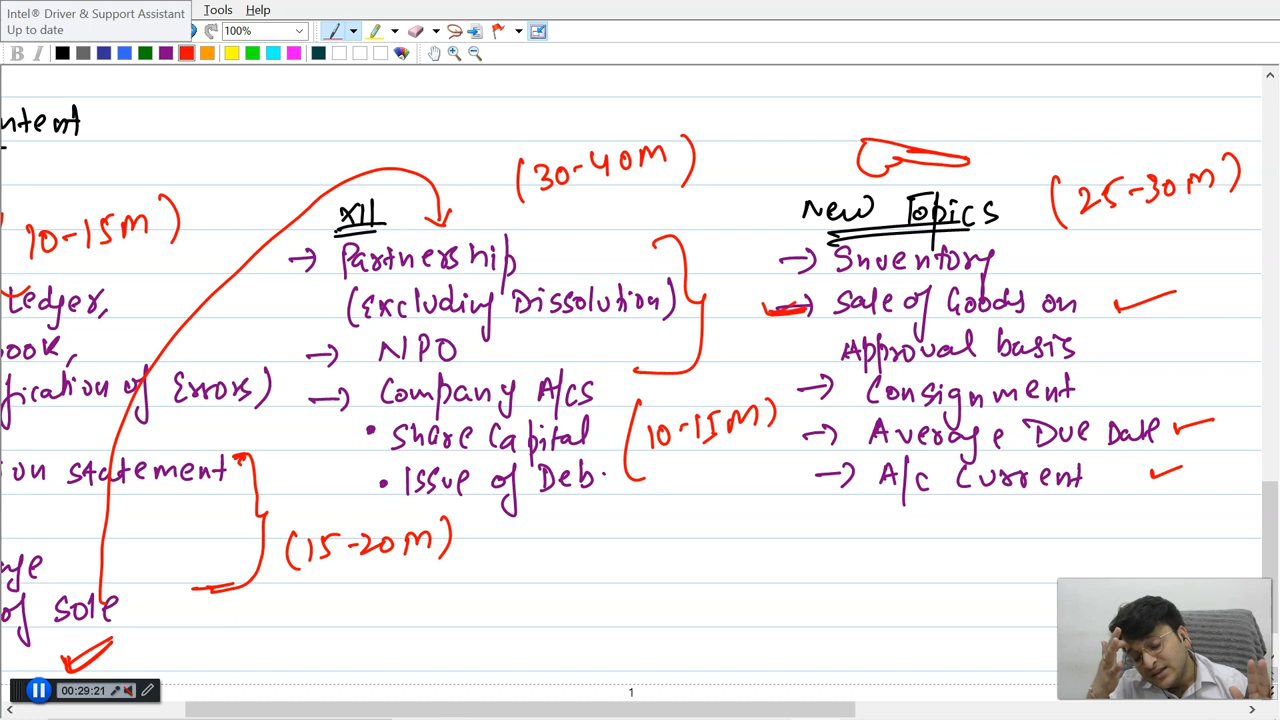 Intel® Driver & Support Assistant
Up to date
Tools Help
100%
B I
ntent
(30-40M)
(25-30M)
10-15M)
XII
New Topics
→ Partnership
→ Inventory
Ledger,
(Excluding Dissolution)
→ Sale of Goods on
book,
→ NPO
Approval basis
fication of Errors)
→ Company A/Cs
→ Consignment
• Share Capital
(10-15M)
→ Average Due Date
ion statement
• Issue of Deb.
→ A/c Current
(15-20M)
nge
of Sole
00:29:21
1